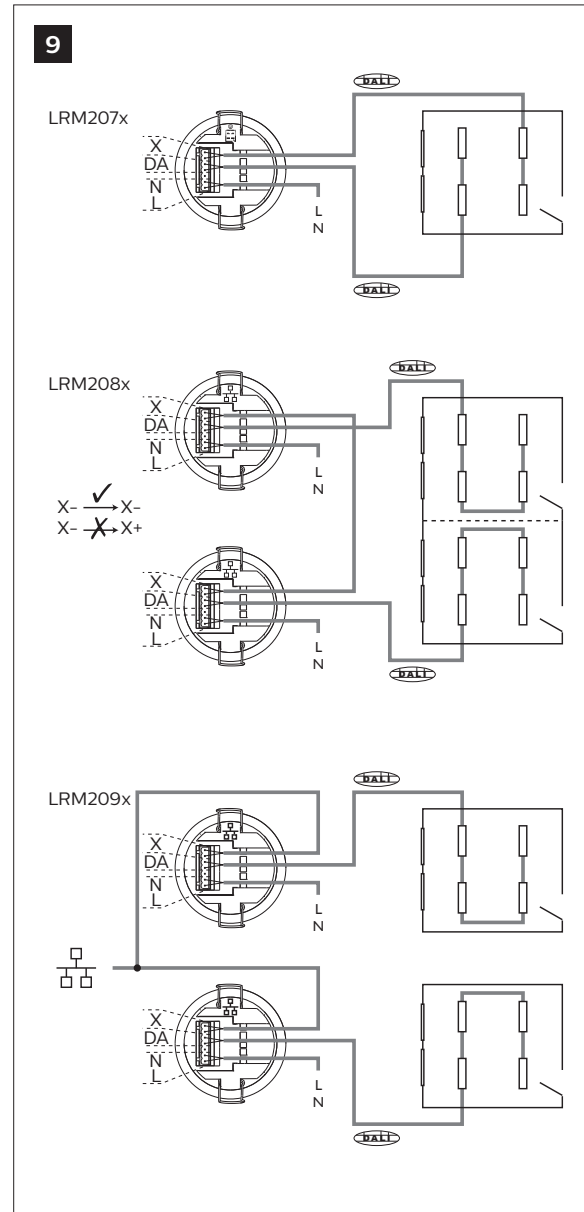 9
DALI
LRM207x
X
DA
N
L
L
N
DALI
DALI
LRM208x
X
DA
N
L
L
N
X- ✓→ X-
X- ✗→ X+
X
DA
N
L
L
N
DALI
DALI
LRM209x
X
DA
N
L
L
N
X
DA
N
L
L
N
DALI